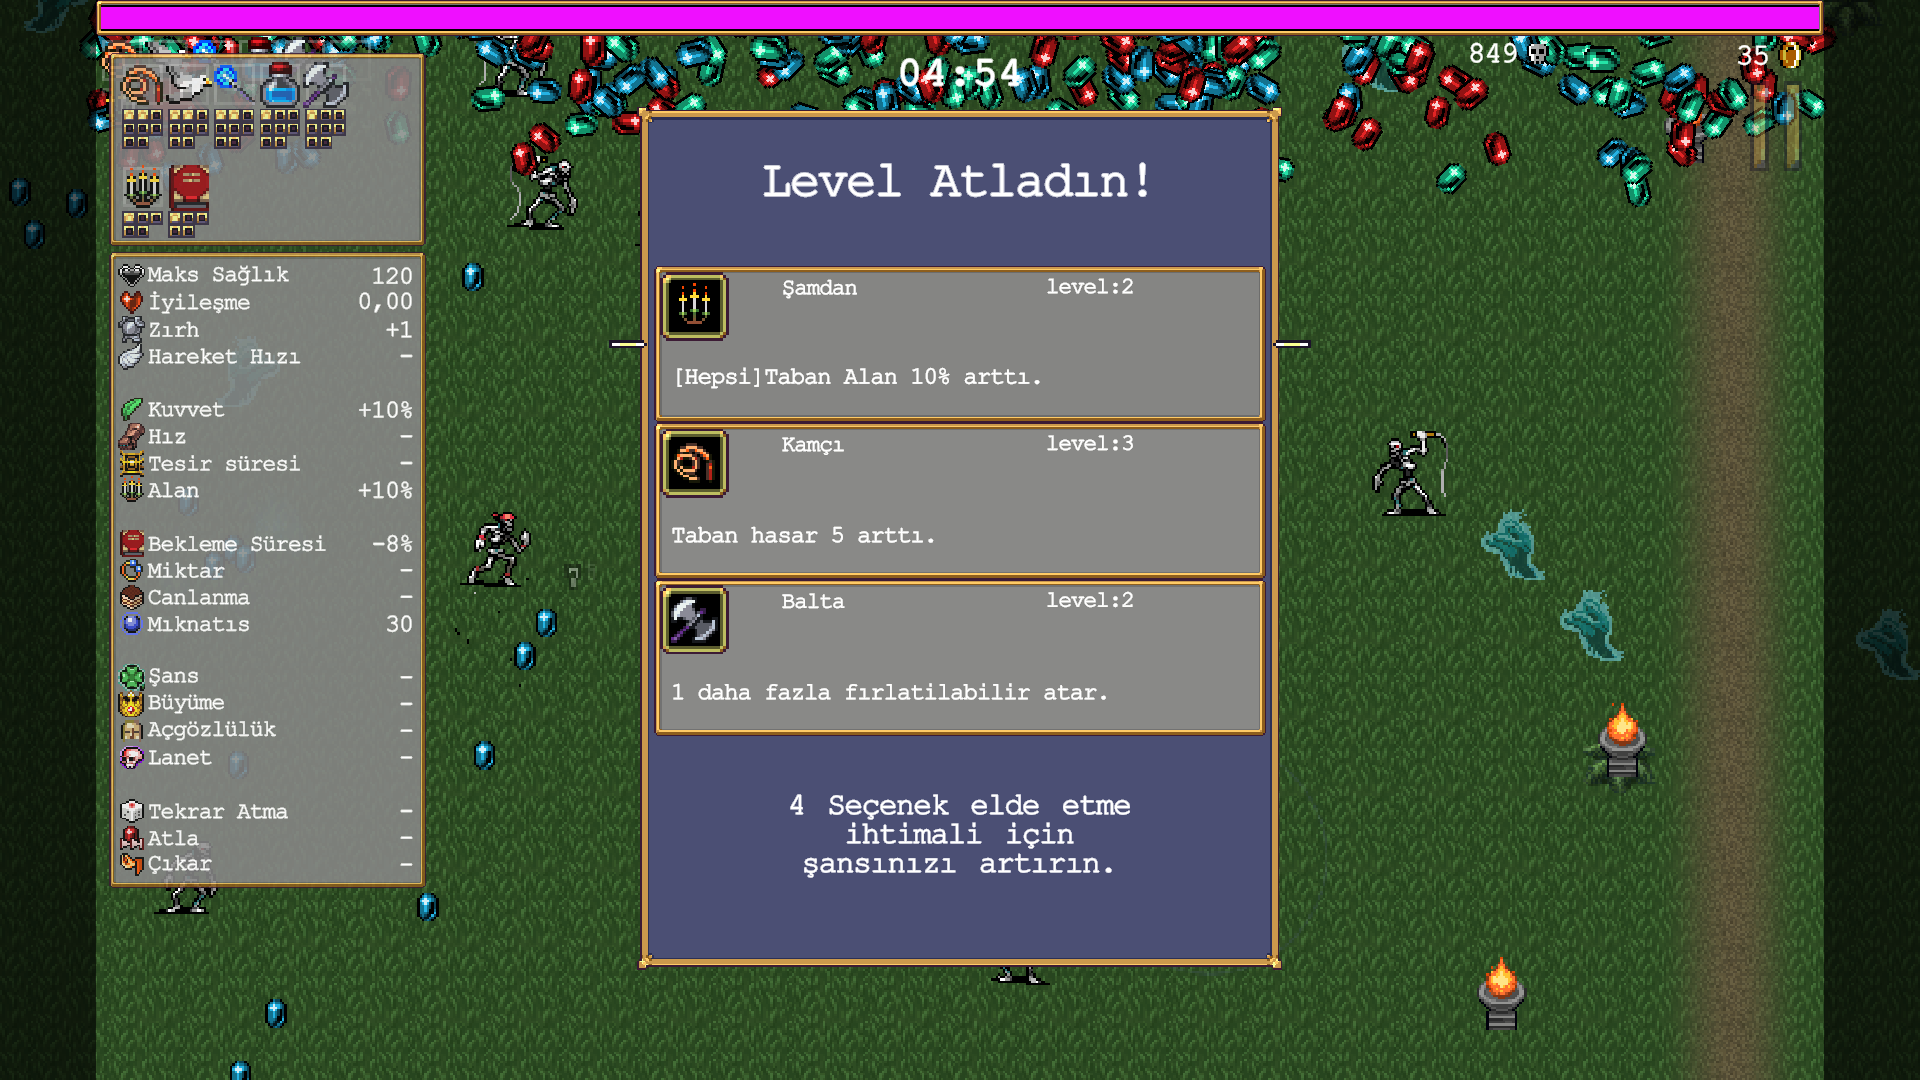 04:54
849
35
Maks Sağlık 120
İyileşme 0,00
Zırh +1
Hareket Hızı -
Kuvvet +10%
Hız -
Tesir süresi -
Alan +10%
Bekleme Süresi -8%
Miktar -
Canlanma -
Mıknatıs 30
Şans -
Büyüme -
Açgözlülük -
Lanet -
Tekrar Atma -
Atla -
Çıkar -
Level Atladın!
Şamdan level:2
[Hepsi]Taban Alan 10% arttı.
Kamçı level:3
Taban hasar 5 arttı.
Balta level:2
1 daha fazla fırlatilabilir atar.
4 Seçenek elde etme
ihtimali için
şansınızı artırın.